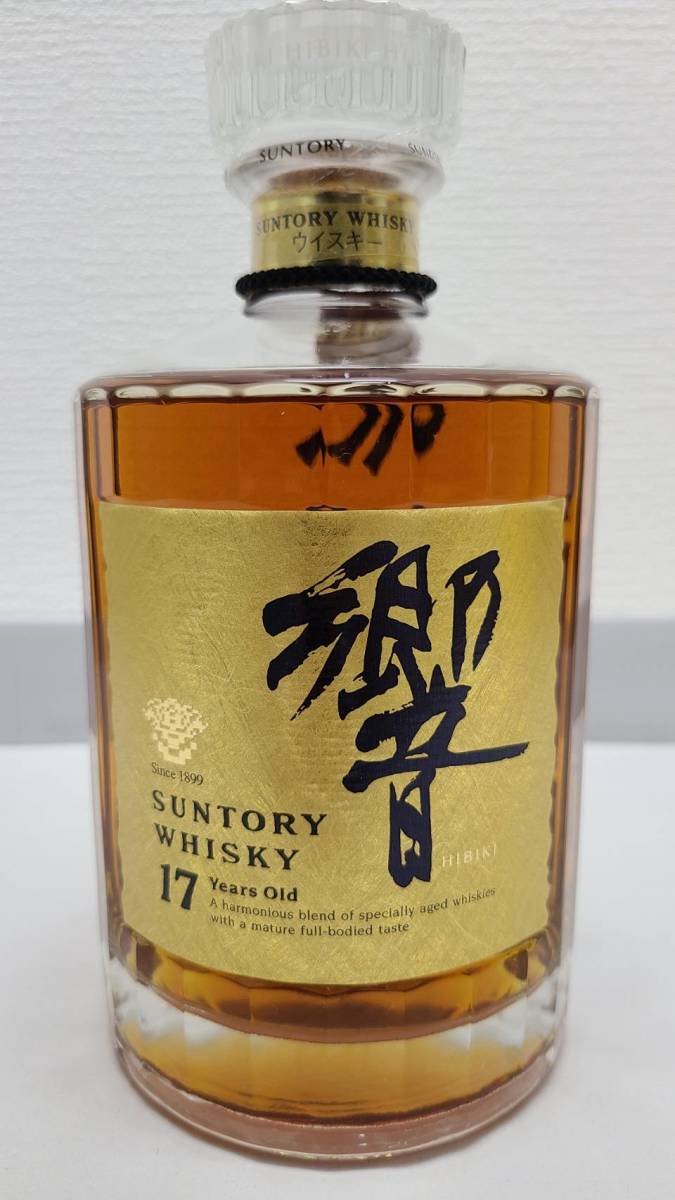 HIBIKI
SUNTORY
SUNTORY WHISKY
ウイスキー
響
Since 1899
SUNTORY
WHISKY
HIBIKI
17 Years Old
A harmonious blend of specially aged whiskies
with a mature full-bodied taste